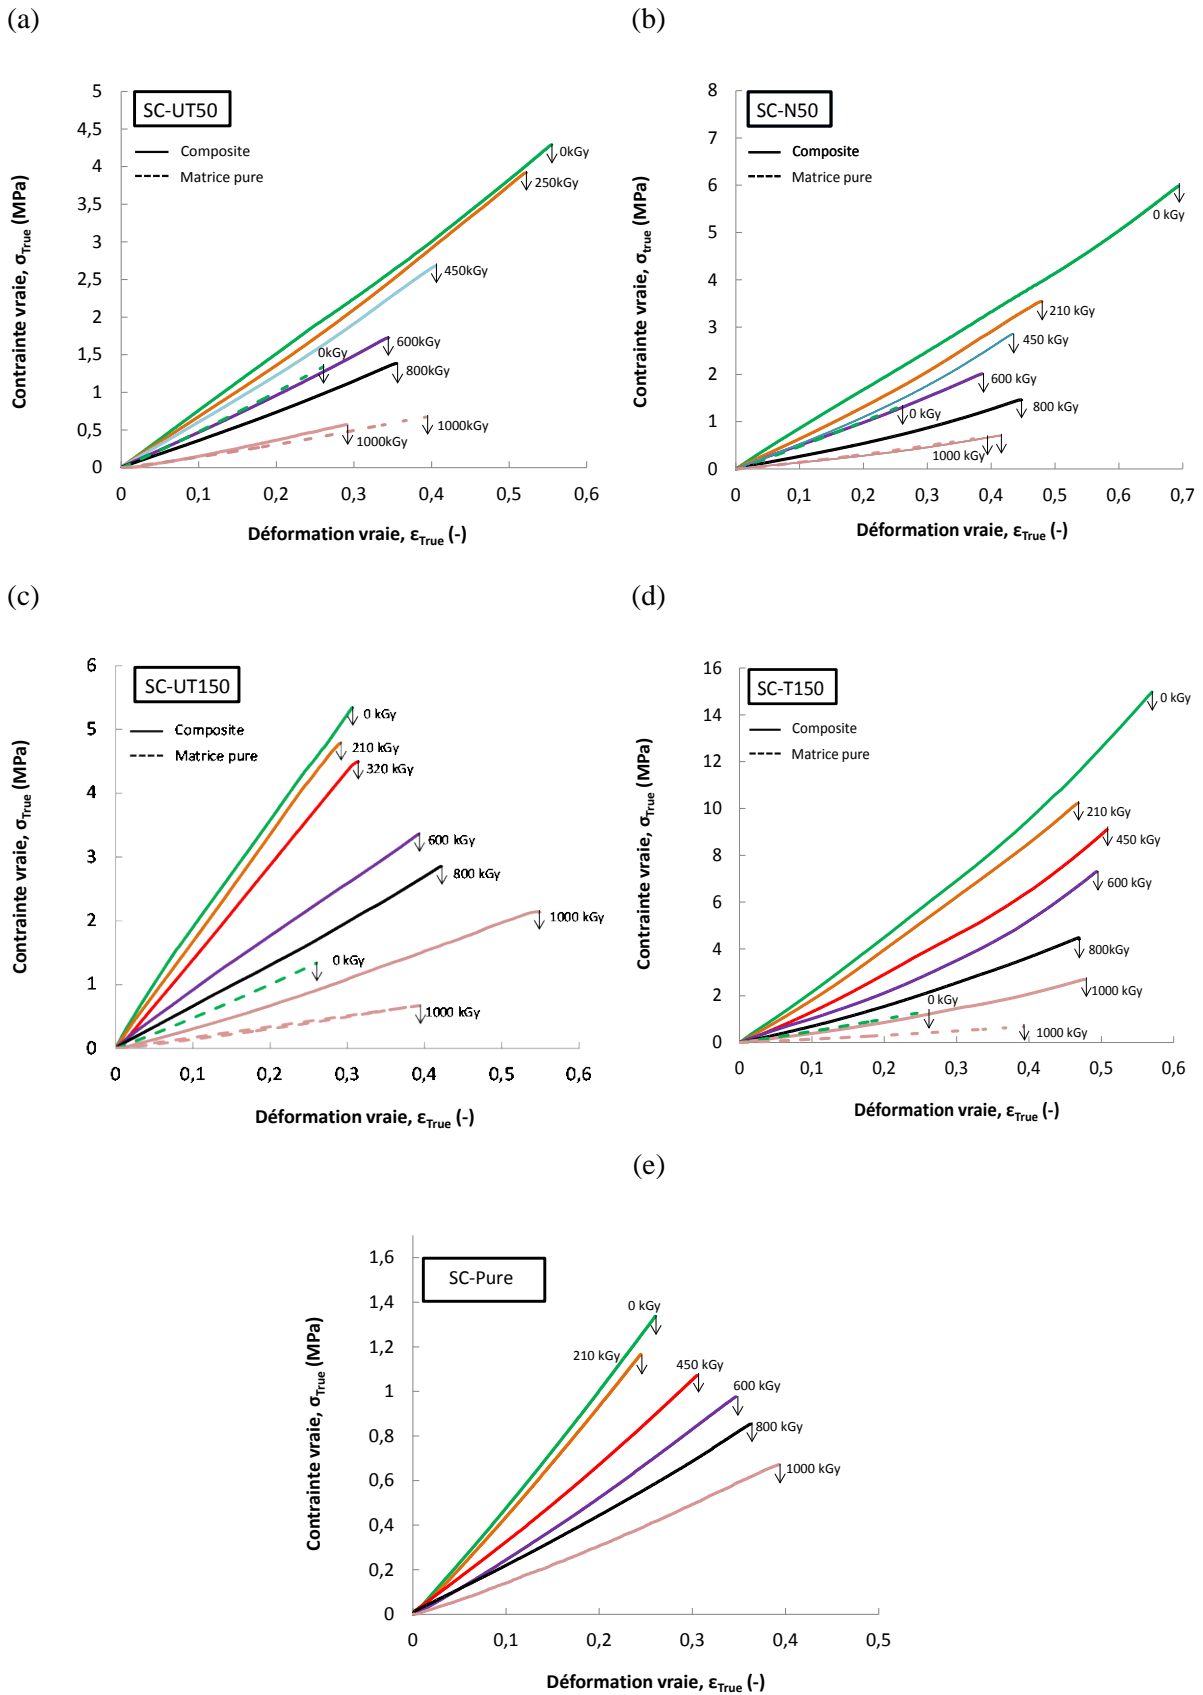 (a)
SC-UT50
Composite
Matrice pure
5
4,5
4
3,5
3
2,5
2
1,5
1
0,5
0
0kGy
250kGy
450kGy
600kGy
0kGy
800kGy
1000kGy
1000kGy
0 0,1 0,2 0,3 0,4 0,5 0,6
Contrainte vraie, σTrue (MPa)
Déformation vraie, εTrue (-)
(b)
SC-N50
Composite
Matrice pure
8
7
6
5
4
3
2
1
0
0 kGy
210 kGy
450 kGy
600 kGy
0 kGy
800 kGy
1000 kGy
0 0,1 0,2 0,3 0,4 0,5 0,6 0,7
Contrainte vraie, σtrue (MPa)
Déformation vraie, εTrue (-)
(c)
SC-UT150
Composite
Matrice pure
6
5
4
3
2
1
0
0 kGy
210 kGy
320 kGy
600 kGy
800 kGy
1000 kGy
0 kGy
1000 kGy
0 0,1 0,2 0,3 0,4 0,5 0,6
Contrainte vraie, σTrue (MPa)
Déformation vraie, εTrue (-)
(d)
SC-T150
Composite
Matrice pure
16
14
12
10
8
6
4
2
0
0 kGy
210 kGy
450 kGy
600 kGy
800kGy
1000 kGy
0 kGy
1000 kGy
0 0,1 0,2 0,3 0,4 0,5 0,6
Contrainte vraie, σTrue (MPa)
Déformation vraie, εTrue (-)
(e)
SC-Pure
1,6
1,4
1,2
1
0,8
0,6
0,4
0,2
0
0 kGy
210 kGy
450 kGy
600 kGy
800 kGy
1000 kGy
0 0,1 0,2 0,3 0,4 0,5
Contrainte vraie, σTrue (MPa)
Déformation vraie, εTrue (-)